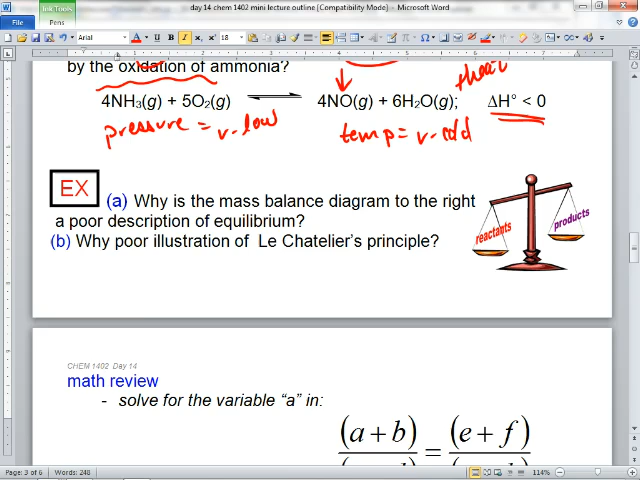 day 14 chem 1402 mini lecture outline [Compatibility Mode] - Microsoft Word
Ink Tools
File
Pens
Arial
18
by the oxidation of ammonia?
+heat
4NH₃(g) + 5O₂(g) 4NO(g) + 6H₂O(g); ΔH° < 0
pressure = v-low
temp = v-cold
EX (a) Why is the mass balance diagram to the right
a poor description of equilibrium?
(b) Why poor illustration of Le Chatelier's principle?
reactants
products
CHEM 1402 Day 14
math review
- solve for the variable "a" in:
(a + b) = (e + f)
Page: 3 of 6
Words: 248
114%